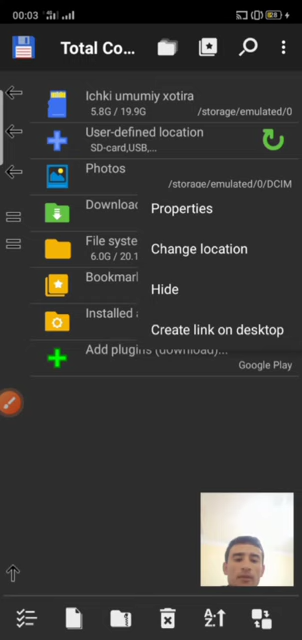 00:03
Total Co...
Ichki umumiy xotira
5.8G / 19.9G /storage/emulated/0
User-defined location
SD-card,USB,...
Photos
/storage/emulated/0/DCIM
Downloa
Properties
File syste
6.0G / 20.1
Change location
Bookmar
Hide
Installed a
Create link on desktop
Add plugins (download)...
Google Play